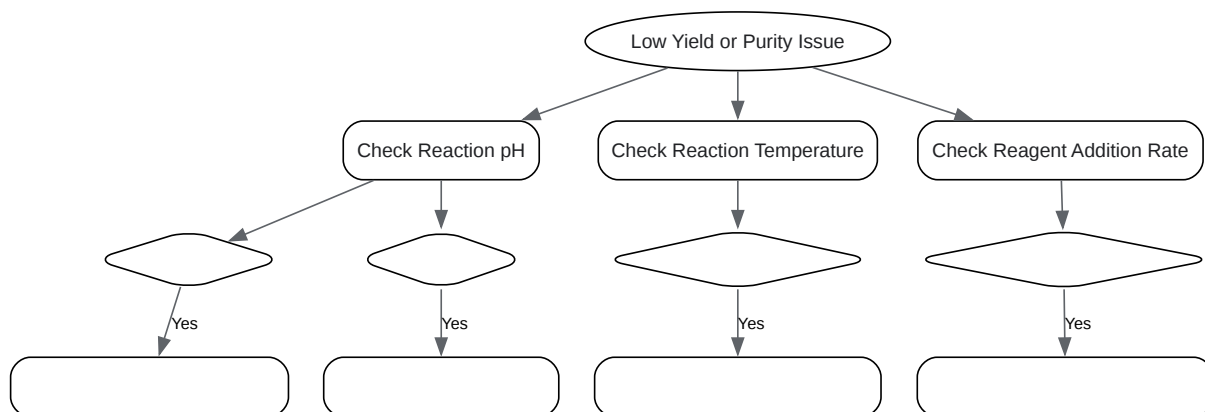 Low Yield or Purity Issue
Check Reaction pH
Check Reaction Temperature
Check Reagent Addition Rate
Yes
Yes
Yes
Yes